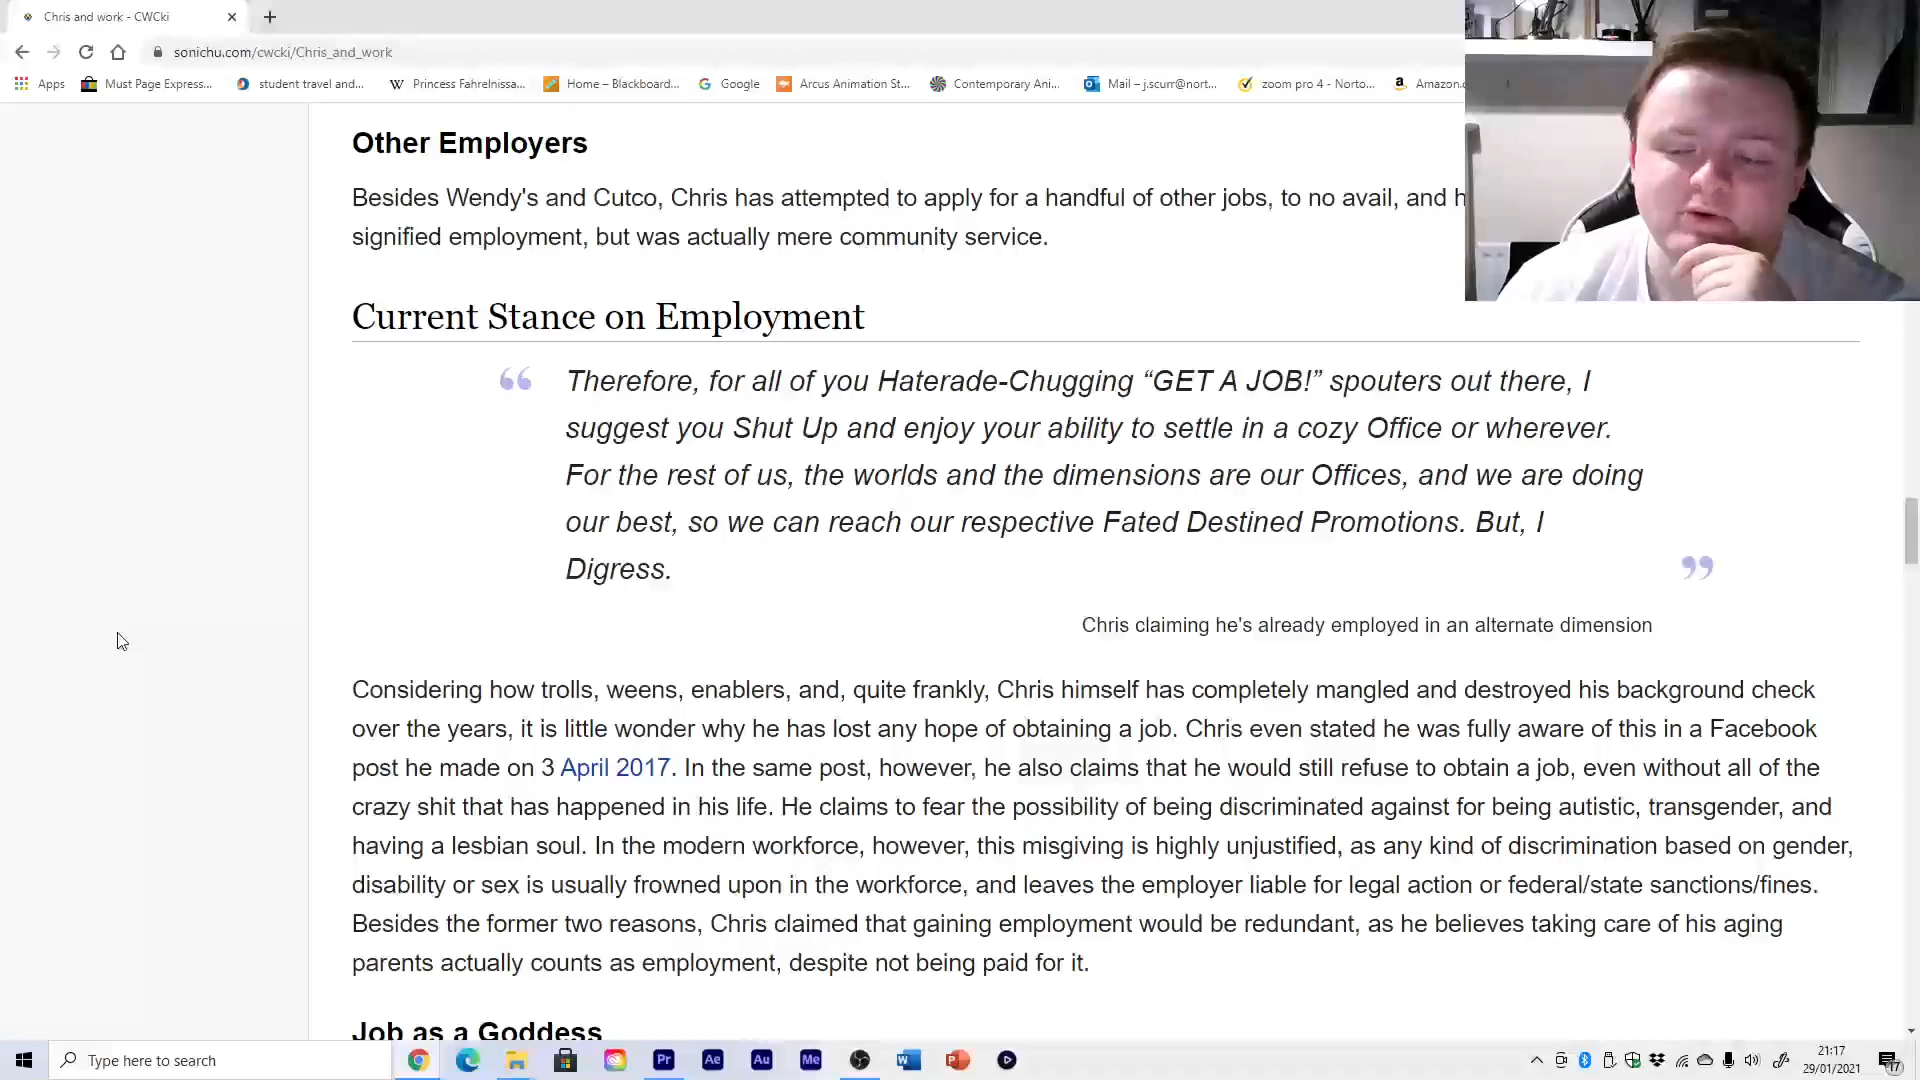 Chris and work - CWCki
sonichu.com/cwcki/Chris_and_work
Apps Must Page Express... student travel and... Princess Fahrelnissa... Home – Blackboard... Google Arcus Animation St... Contemporary Ani... Mail – j.scurr@nort... zoom pro 4 - Norto... Amazon.c
Other Employers
Besides Wendy's and Cutco, Chris has attempted to apply for a handful of other jobs, to no avail, and h
signified employment, but was actually mere community service.
Current Stance on Employment
“ Therefore, for all of you Haterade-Chugging “GET A JOB!” spouters out there, I
suggest you Shut Up and enjoy your ability to settle in a cozy Office or wherever.
For the rest of us, the worlds and the dimensions are our Offices, and we are doing
our best, so we can reach our respective Fated Destined Promotions. But, I
Digress. ”
Chris claiming he's already employed in an alternate dimension
Considering how trolls, weens, enablers, and, quite frankly, Chris himself has completely mangled and destroyed his background check
over the years, it is little wonder why he has lost any hope of obtaining a job. Chris even stated he was fully aware of this in a Facebook
post he made on 3 April 2017. In the same post, however, he also claims that he would still refuse to obtain a job, even without all of the
crazy shit that has happened in his life. He claims to fear the possibility of being discriminated against for being autistic, transgender, and
having a lesbian soul. In the modern workforce, however, this misgiving is highly unjustified, as any kind of discrimination based on gender,
disability or sex is usually frowned upon in the workforce, and leaves the employer liable for legal action or federal/state sanctions/fines.
Besides the former two reasons, Chris claimed that gaining employment would be redundant, as he believes taking care of his aging
parents actually counts as employment, despite not being paid for it.
Job as a Goddess
Type here to search
Pr Ae Au Me
21:17
29/01/2021
17